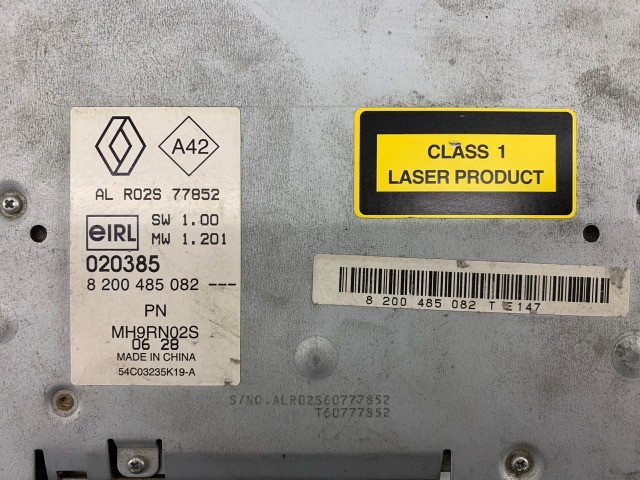 A42
AL R02S 77852
eIRL
SW 1.00
MW 1.201
020385
8 200 485 082 ---
PN
MH9RN02S
06 28
MADE IN CHINA
54C03235K19-A
CLASS 1
LASER PRODUCT
8 200 485 082 T E147
S/NO.ALR02S60777852
T60777852